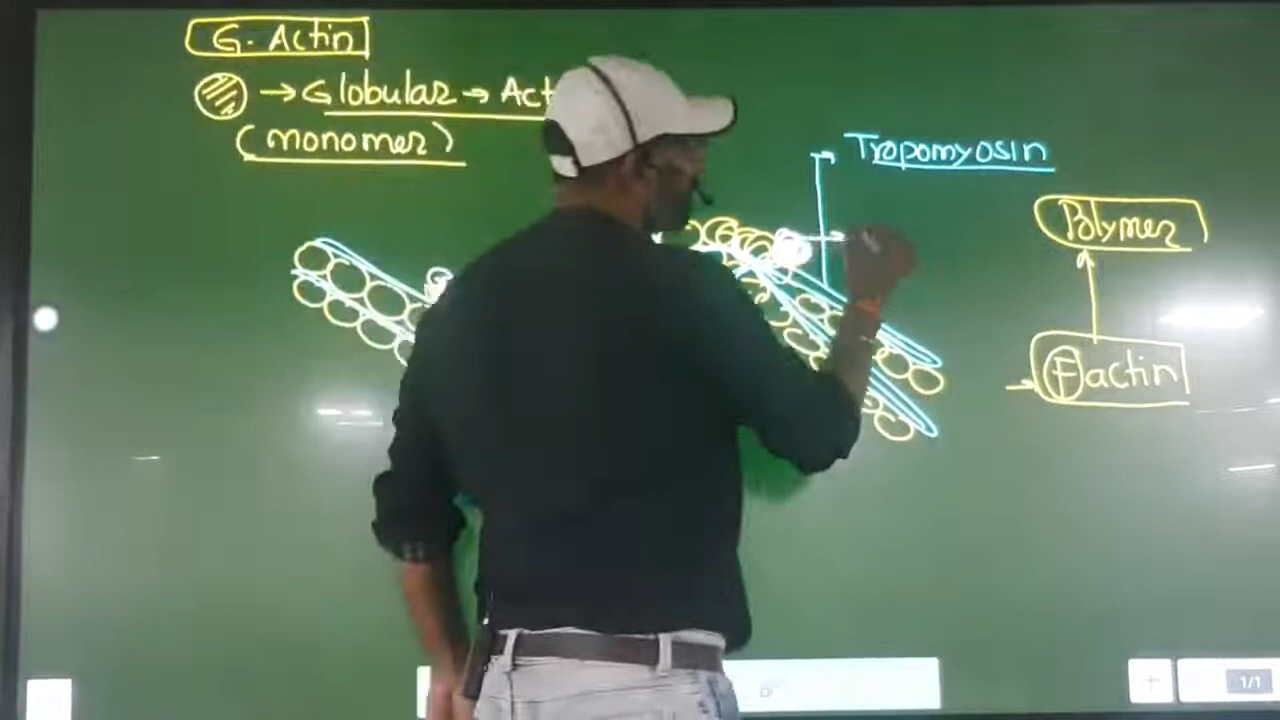 G. Actin
→ Globular → Act
(monomer)
Tropomyosin
Polymer
F actin
1/1